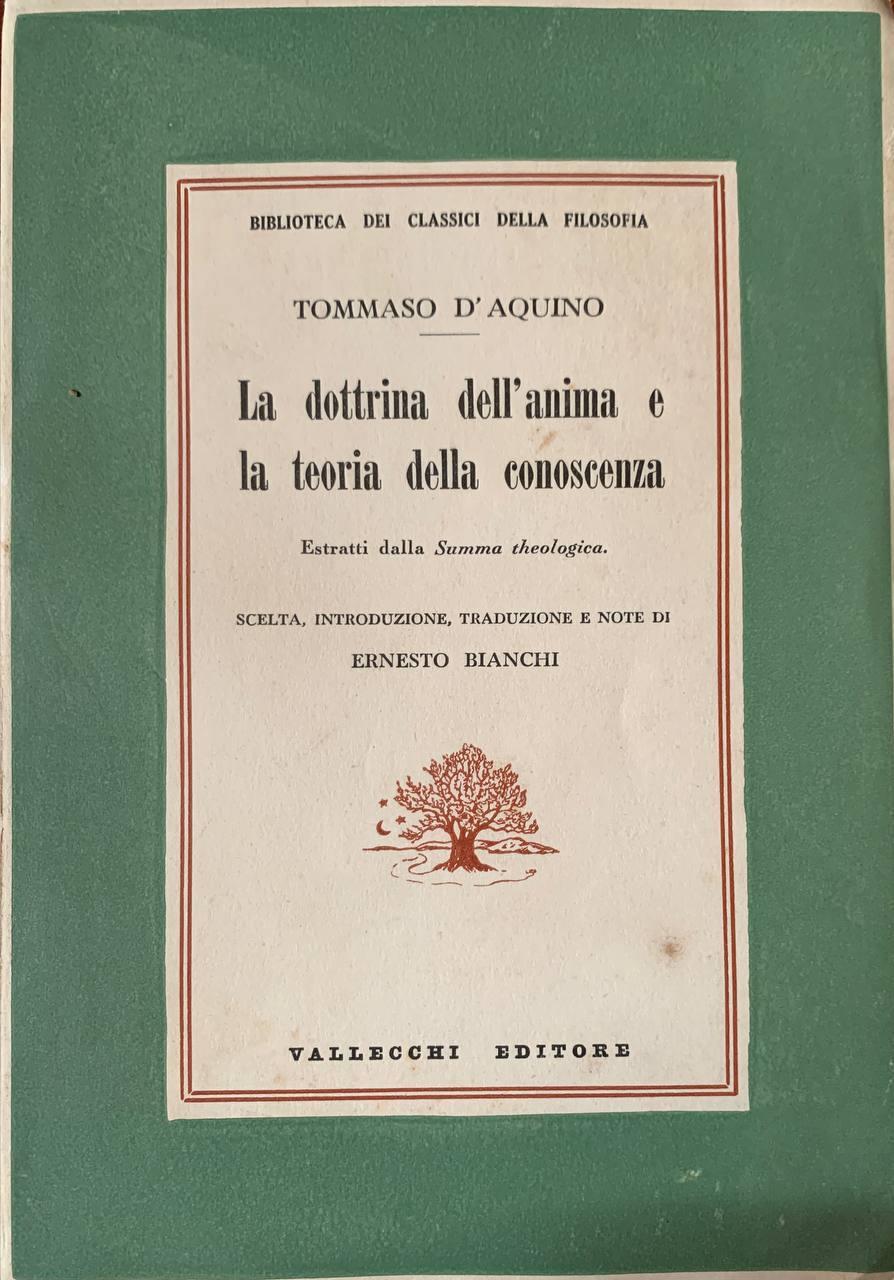 BIBLIOTECA DEI CLASSICI DELLA FILOSOFIA
TOMMASO D'AQUINO
La dottrina dell'anima e
la teoria della conoscenza
Estratti dalla Summa theologica.
SCELTA, INTRODUZIONE, TRADUZIONE E NOTE DI
ERNESTO BIANCHI
VALLECCHI EDITORE